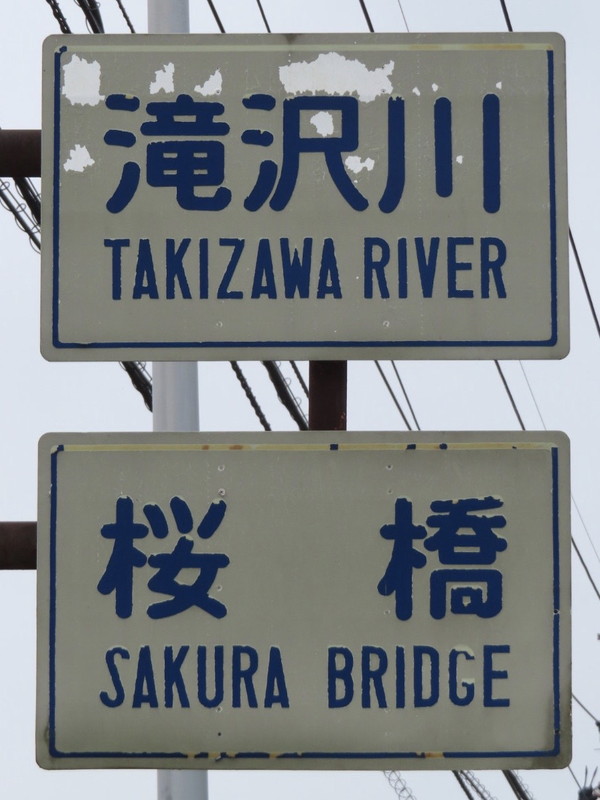 滝沢川
TAKIZAWA RIVER
桜 橋
SAKURA BRIDGE